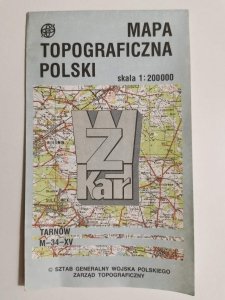 MAPA
TOPOGRAFICZNA
POLSKI
skala 1:200000
W
Z
Kart
TARNÓW
M-34-XV
© SZTAB GENERALNY WOJSKA POLSKIEGO
ZARZĄD TOPOGRAFICZNY